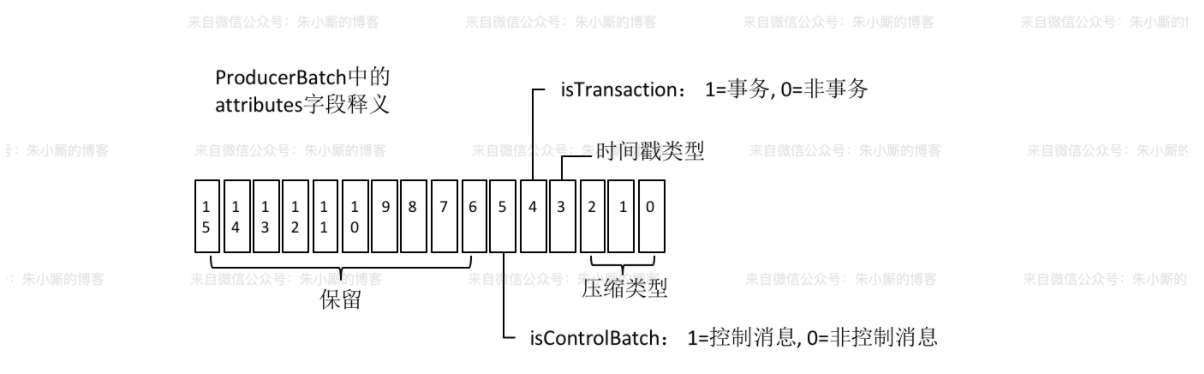 来自微信公众号：朱小厮的博客 来自微信公众号：朱小厮的博客 来自微信公众号：朱小厮的博客 来自微信公众号：朱小厮的
ProducerBatch中的
attributes字段释义
isTransaction： 1=事务, 0=非事务
号：朱小厮的博客 来自微信公众号：朱小厮的博客 来自微信公众号：朱小厮的博客 来自微信公众号：朱小厮的博客 来自微信公众号：朱小厮的
时间戳类型
15 14 13 12 11 10 9 8 7 6 5 4 3 2 1 0
：朱小厮的博客 来自微信公众号：朱小厮的博客 来自微信公众号：朱小厮的博客 来自微信公众号：朱小厮的博客 来自微信公众号：朱小厮的
保留
压缩类型
isControlBatch： 1=控制消息, 0=非控制消息